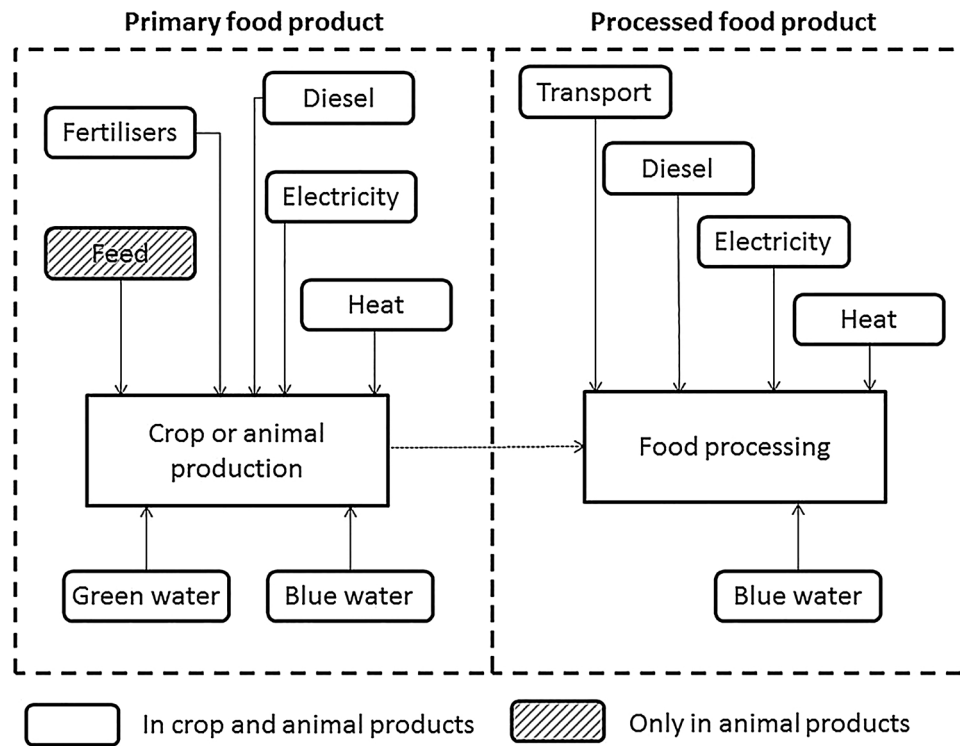 Primary food product
Processed food product
Fertilisers
Diesel
Electricity
Feed
Heat
Crop or animal
production
Green water
Blue water
Transport
Diesel
Electricity
Heat
Food processing
Blue water
In crop and animal products
Only in animal products